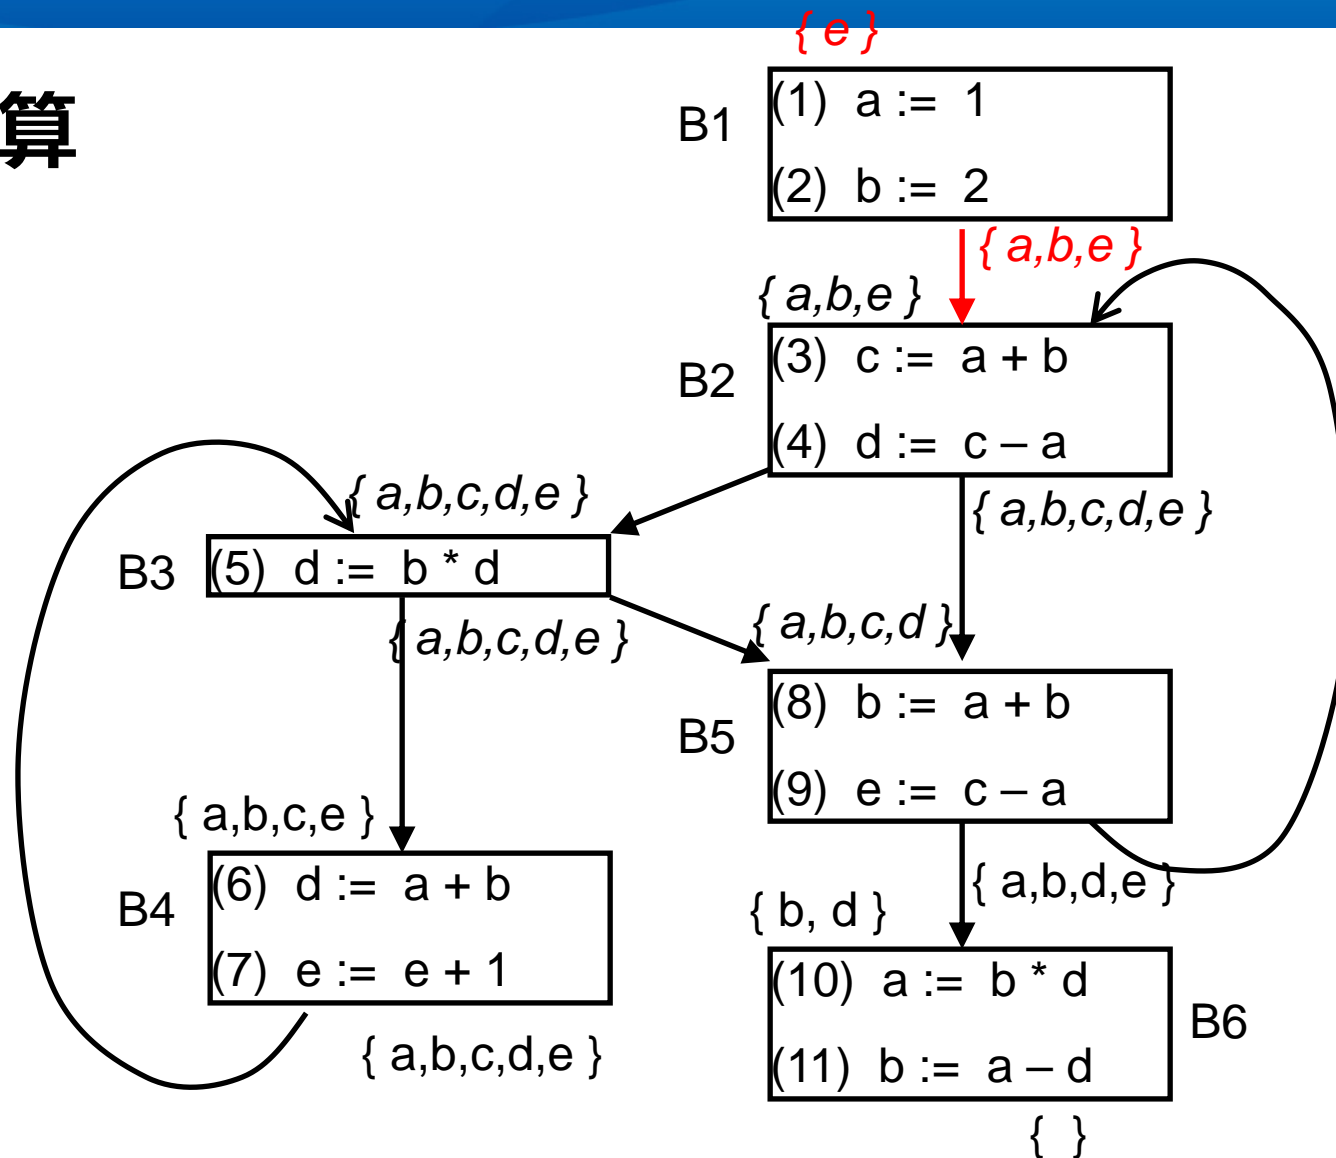 { e }
算
B1
(1) a := 1
(2) b := 2
{ a,b,e }
{ a,b,e }
B2
(3) c := a + b
(4) d := c – a
{ a,b,c,d,e }
{ a,b,c,d,e }
B3
(5) d := b * d
{ a,b,c,d,e }
{ a,b,c,d }
B5
(8) b := a + b
(9) e := c – a
{ a,b,c,e }
B4
(6) d := a + b
(7) e := e + 1
{ a,b,c,d,e }
{ a,b,d,e }
{ b, d }
(10) a := b * d
(11) b := a – d
B6
{ }